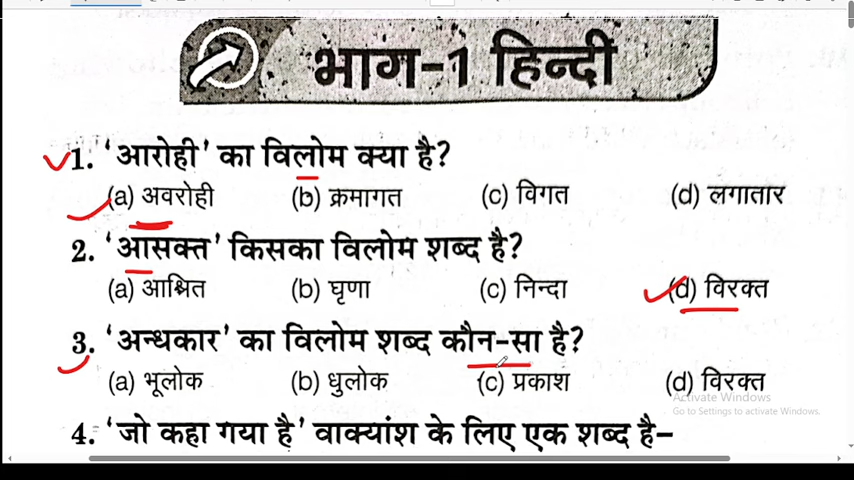 भाग-1 हिन्दी
1. 'आरोही' का विलोम क्या है?
(a) अवरोही (b) क्रमागत (c) विगत (d) लगातार
2. 'आसक्त' किसका विलोम शब्द है?
(a) आश्रित (b) घृणा (c) निन्दा (d) विरक्त
3. 'अन्धकार' का विलोम शब्द कौन-सा है?
(a) भूलोक (b) धुलोक (c) प्रकाश (d) विरक्त
Activate Windows
Go to Settings to activate Windows.
4. 'जो कहा गया है' वाक्यांश के लिए एक शब्द है–